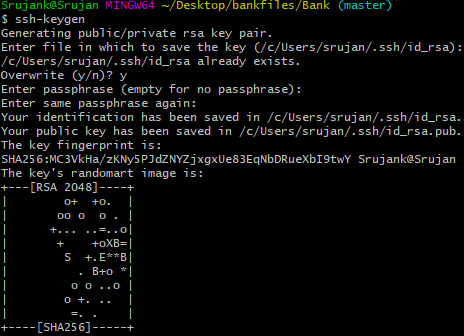 Srujank@Srujan MINGW64 ~/Desktop/bankfiles/Bank (master)
$ ssh-keygen
Generating public/private rsa key pair.
Enter file in which to save the key (/c/Users/srujan/.ssh/id_rsa):
/c/Users/srujan/.ssh/id_rsa already exists.
Overwrite (y/n)? y
Enter passphrase (empty for no passphrase):
Enter same passphrase again:
Your identification has been saved in /c/Users/srujan/.ssh/id_rsa.
Your public key has been saved in /c/Users/srujan/.ssh/id_rsa.pub.
The key fingerprint is:
SHA256:MC3VkHa/zKNy5PJdZNYZjxgxUe83EqNbDRueXbI9twY Srujank@Srujan
The key's randomart image is:
+---[RSA 2048]----+
|        o+  +o.  |
|       oo o  o . |
|      +... ..=..o|
|       +    +oXB=|
|        S  +.E**B|
|          . B+o *|
|         o o ..o |
|        o +. ..  |
|         =. .    |
+----[SHA256]-----+